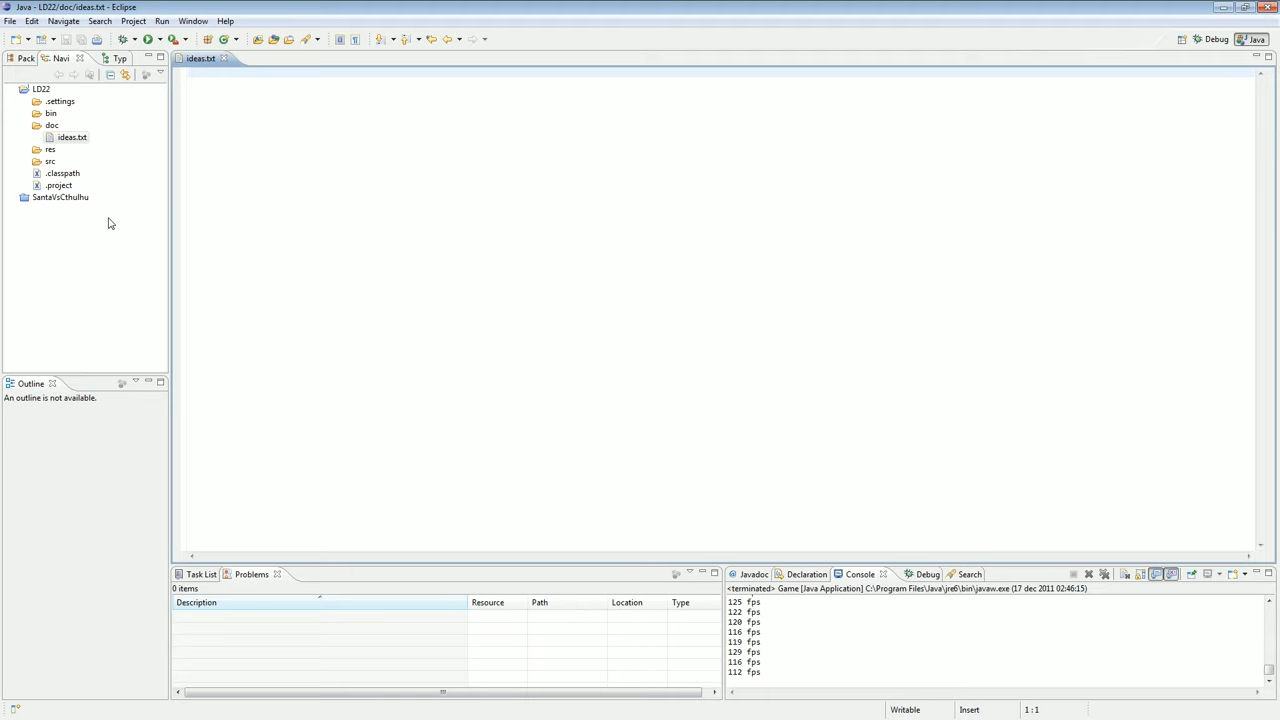 Java - LD22/doc/ideas.txt - Eclipse
File Edit Navigate Search Project Run Window Help
Debug Java
Pack Navi Typ
ideas.txt
LD22
.settings
bin
doc
ideas.txt
res
src
.classpath
.project
SantaVsCthulhu
Outline
An outline is not available.
Task List Problems
0 items
Description Resource Path Location Type
Javadoc Declaration Console Debug Search
<terminated> Game [Java Application] C:\Program Files\Java\jre6\bin\javaw.exe (17 dec 2011 02:46:15)
125 fps
122 fps
120 fps
116 fps
119 fps
129 fps
116 fps
112 fps
Writable Insert 1 : 1